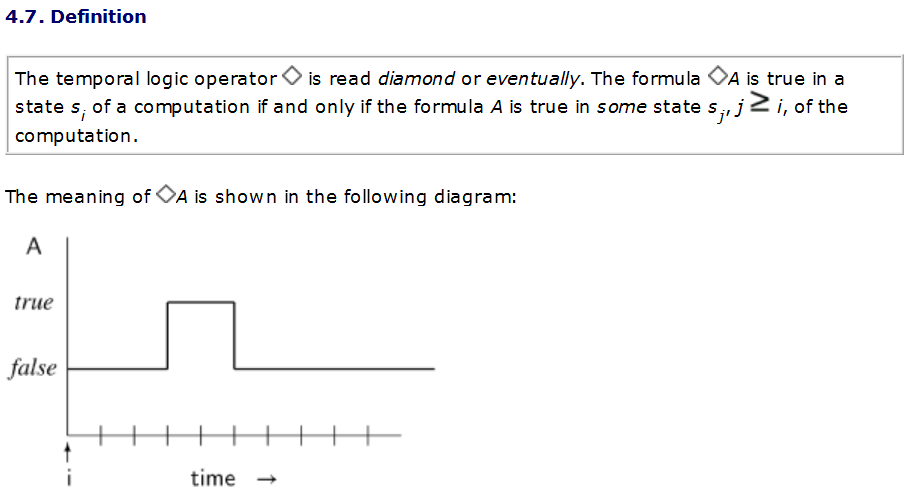 4.7. Definition
The temporal logic operator ◇ is read diamond or eventually. The formula ◇A is true in a
state sᵢ of a computation if and only if the formula A is true in some state sⱼ, j ≥ i, of the
computation.
The meaning of ◇A is shown in the following diagram:
A
true
false
i
time →